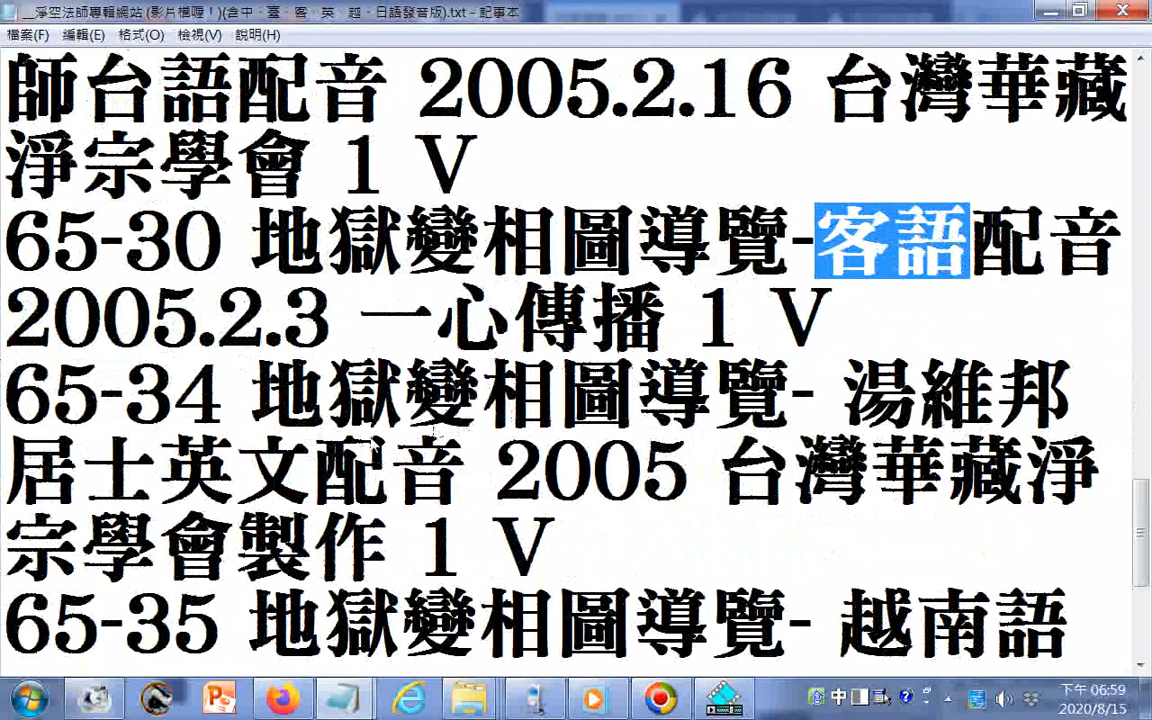 __淨空法師專輯網站 (影片檔喔！)(含中、臺、客、英、越、日語發音版).txt - 記事本
檔案(F) 編輯(E) 格式(O) 檢視(V) 說明(H)
師台語配音 2005.2.16 台灣華藏
淨宗學會 1 V
65-30 地獄變相圖導覽-客語配音
2005.2.3 一心傳播 1 V
65-34 地獄變相圖導覽- 湯維邦
居士英文配音 2005 台灣華藏淨
宗學會製作 1 V
65-35 地獄變相圖導覽- 越南語
中
下午 06:59
2020/8/15